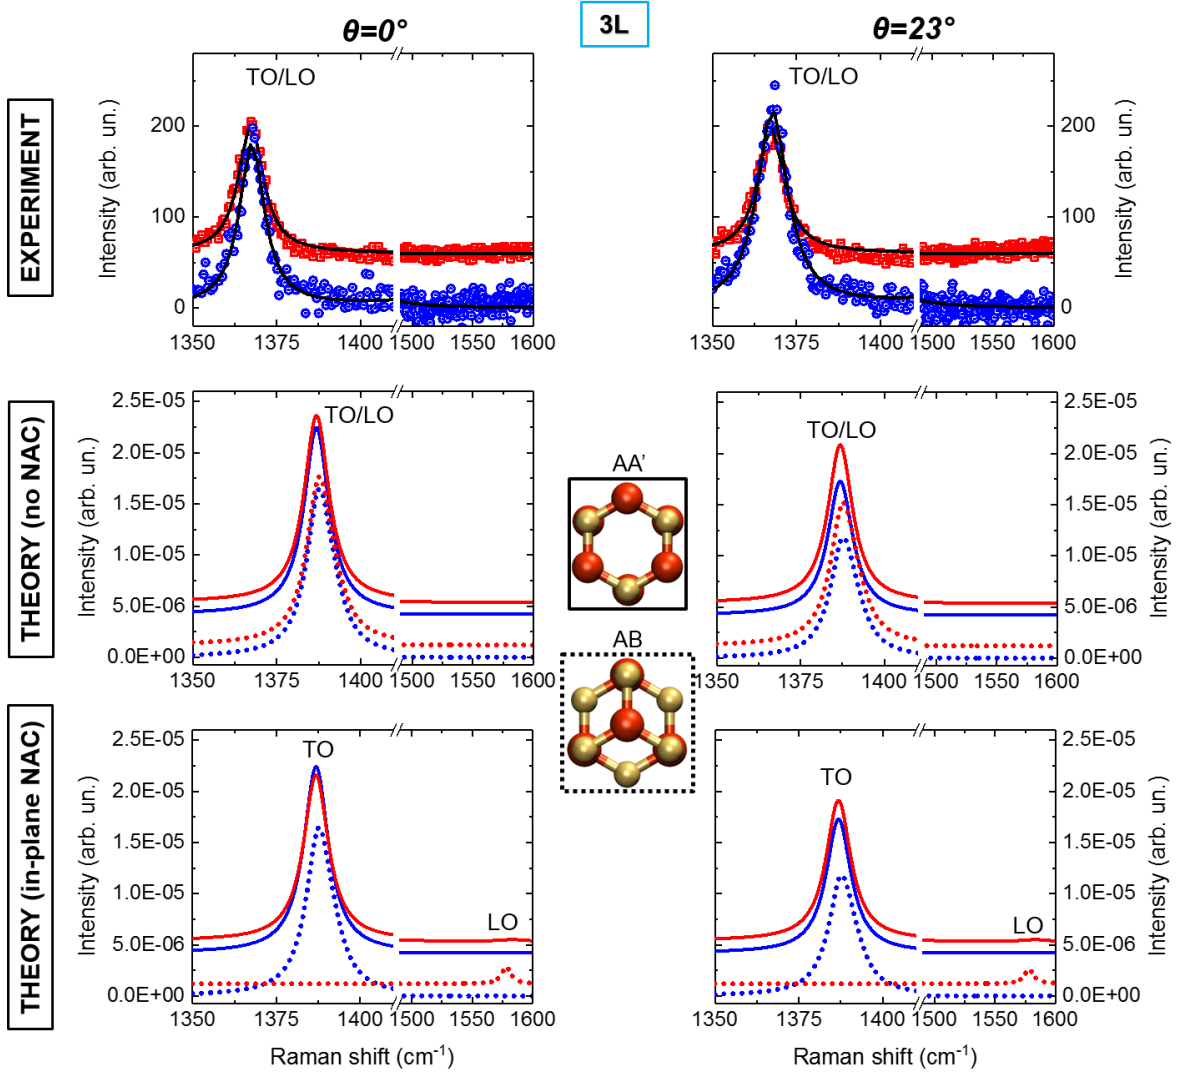 θ=0°
3L
θ=23°
EXPERIMENT
Intensity (arb. un.)
200
100
0
TO/LO
1350 1375 1400 1500 1550 1600
TO/LO
200
100
0
Intensity (arb. un.)
1350 1375 1400 1500 1550 1600
THEORY (no NAC)
Intensity (arb. un.)
2.5E-05
2.0E-05
1.5E-05
1.0E-05
5.0E-06
0.0E+00
TO/LO
1350 1375 1400 1500 1550 1600
AA'
AB
TO/LO
2.5E-05
2.0E-05
1.5E-05
1.0E-05
5.0E-06
0.0E+00
Intensity (arb. un.)
1350 1375 1400 1500 1550 1600
THEORY (in-plane NAC)
Intensity (arb. un.)
2.5E-05
2.0E-05
1.5E-05
1.0E-05
5.0E-06
0.0E+00
TO
LO
1350 1375 1400 1500 1550 1600
Raman shift (cm⁻¹)
TO
LO
2.5E-05
2.0E-05
1.5E-05
1.0E-05
5.0E-06
0.0E+00
Intensity (arb. un.)
1350 1375 1400 1500 1550 1600
Raman shift (cm⁻¹)